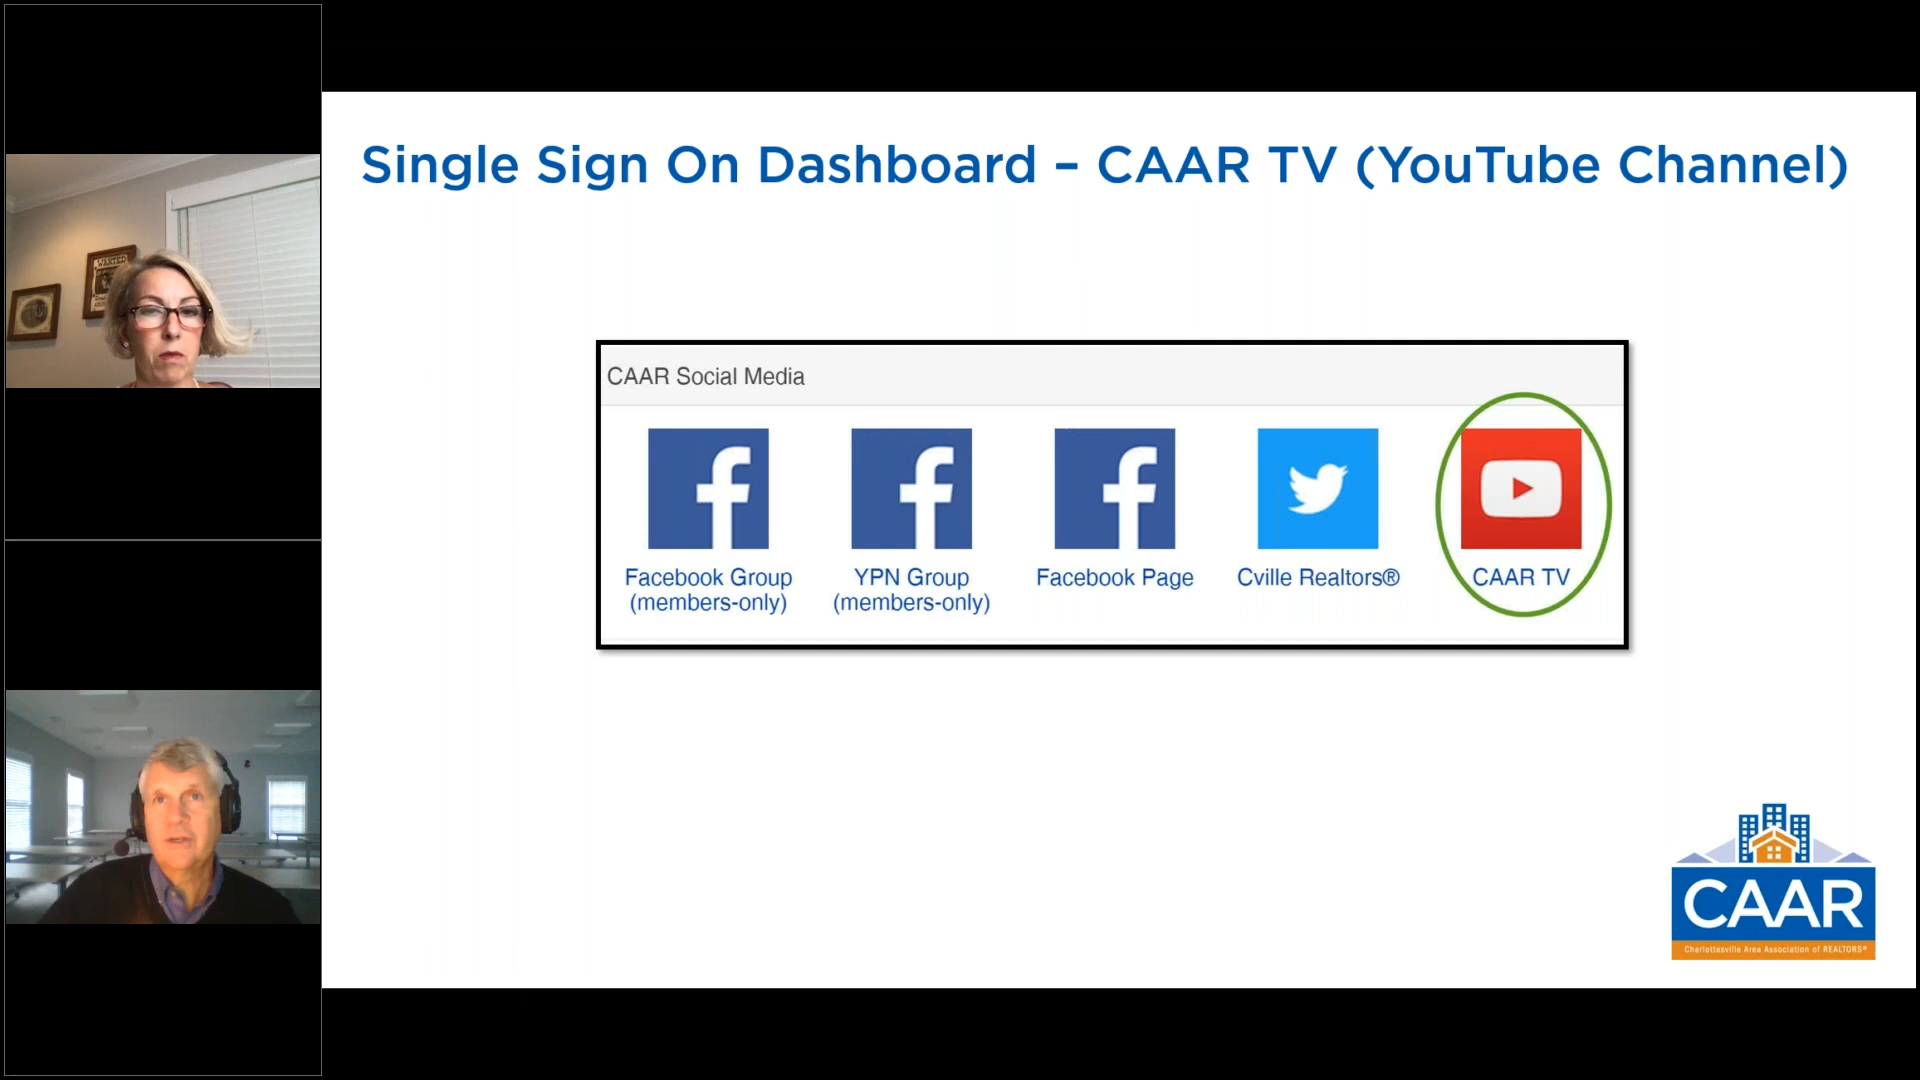 Single Sign On Dashboard – CAAR TV (YouTube Channel)
WANTED
CAAR Social Media
Facebook Group
(members-only)
YPN Group
(members-only)
Facebook Page
Cville Realtors®
CAAR TV
CAAR
Charlottesville Area Association of REALTORS®